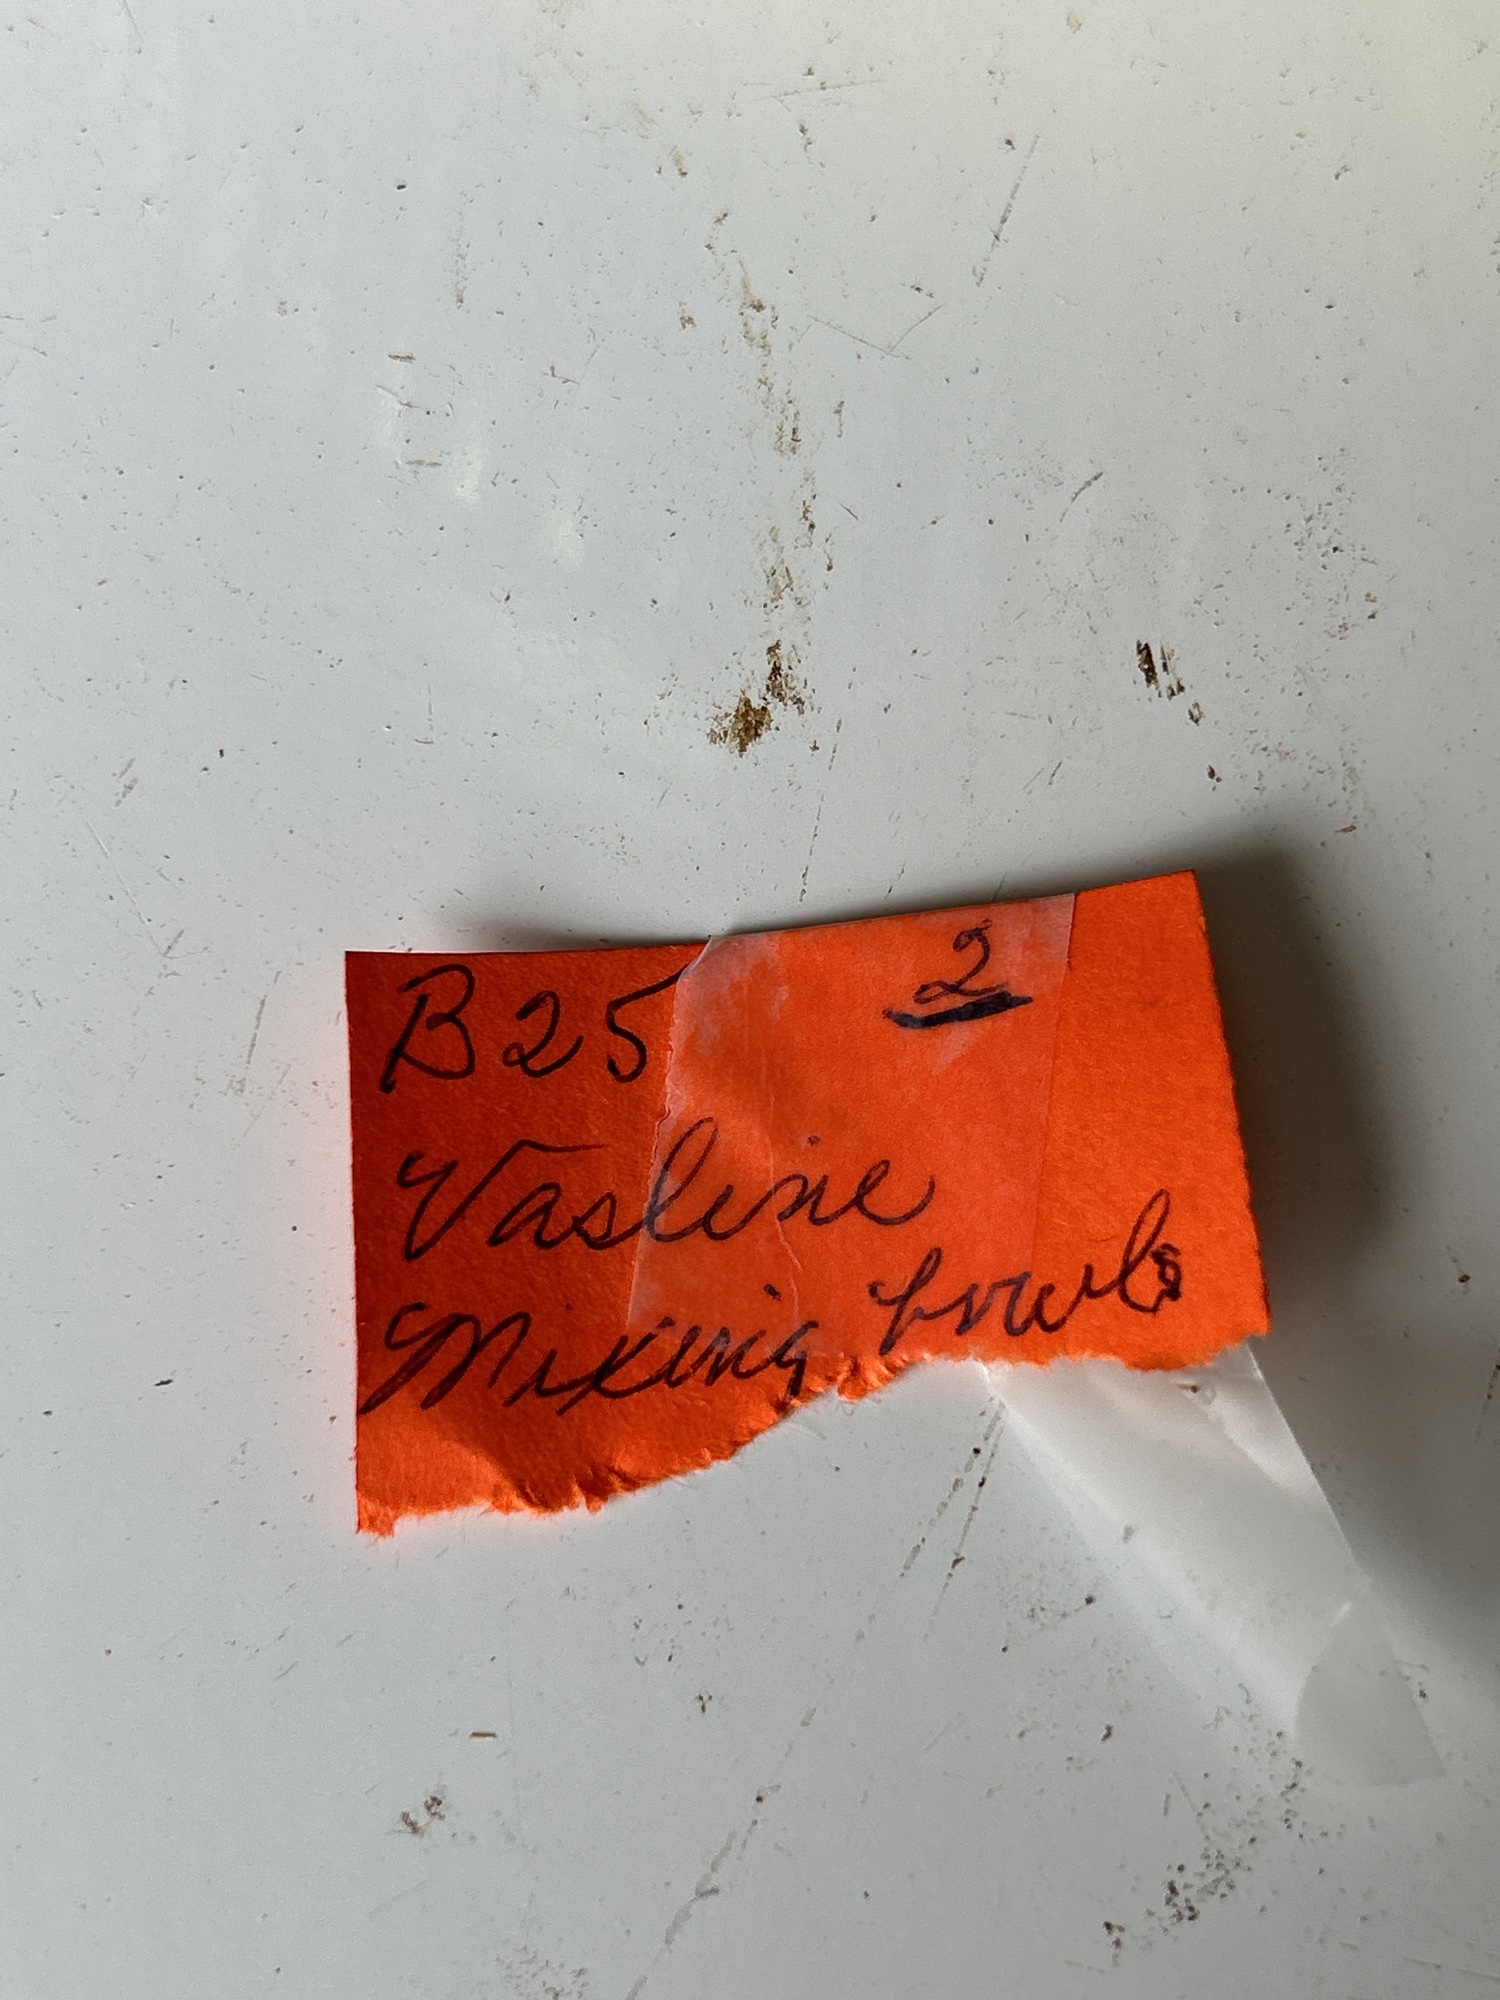 B25 2
Vasline
Mixing bowls